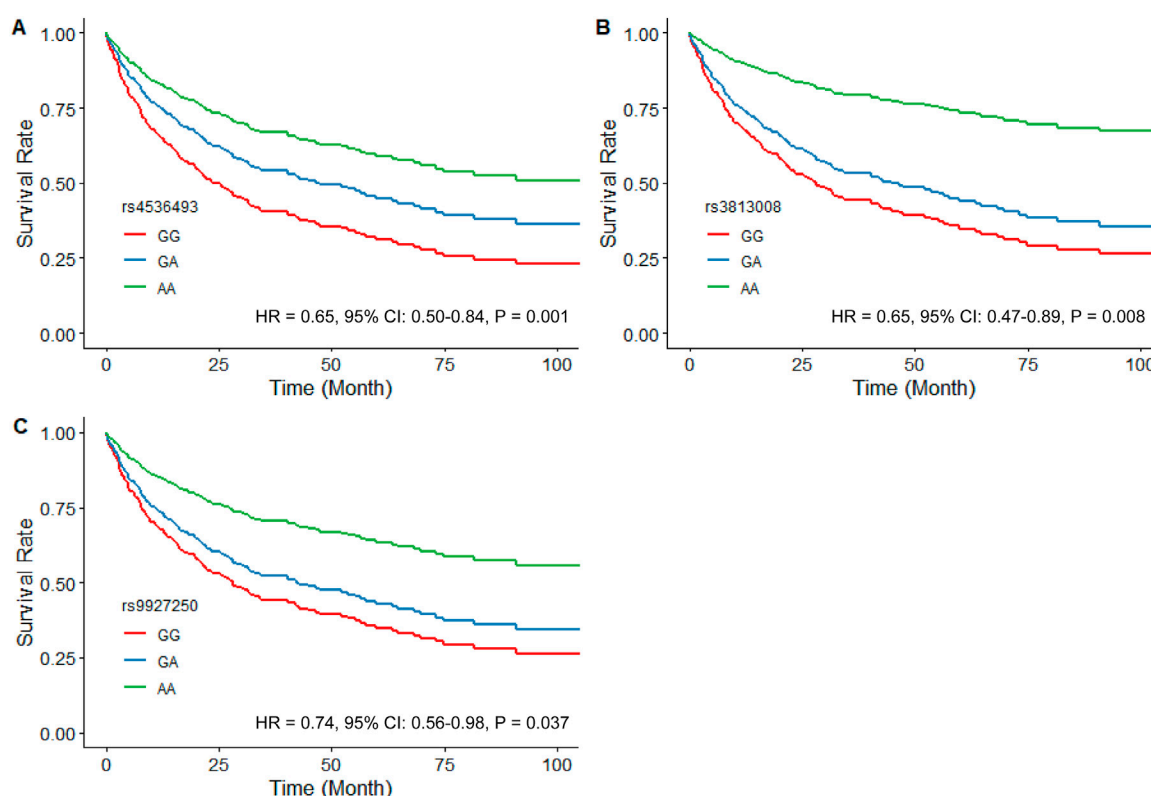 A
Survival Rate
1.00
0.75
0.50
0.25
0.00
rs4536493
GG
GA
AA
HR = 0.65, 95% CI: 0.50-0.84, P = 0.001
0 25 50 75 100
Time (Month)
B
Survival Rate
1.00
0.75
0.50
0.25
0.00
rs3813008
GG
GA
AA
HR = 0.65, 95% CI: 0.47-0.89, P = 0.008
0 25 50 75 100
Time (Month)
C
Survival Rate
1.00
0.75
0.50
0.25
0.00
rs9927250
GG
GA
AA
HR = 0.74, 95% CI: 0.56-0.98, P = 0.037
0 25 50 75 100
Time (Month)